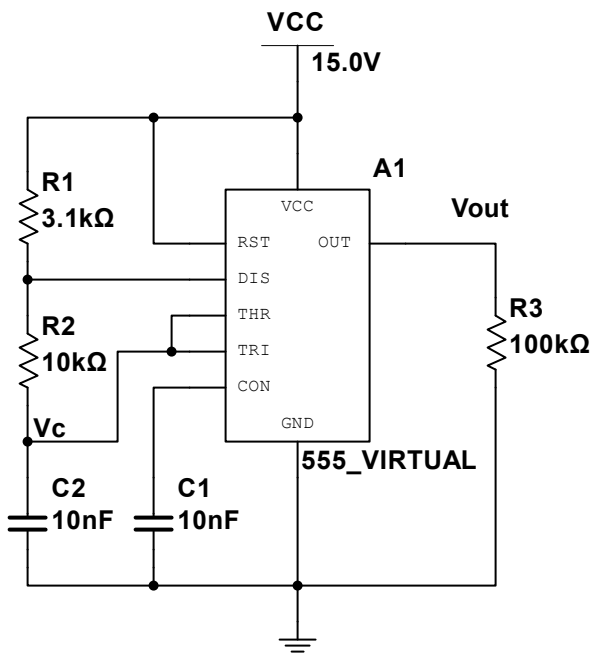 VCC
15.0V
A1
R1
3.1kΩ
VCC
Vout
RST
OUT
DIS
R3
100kΩ
THR
R2
10kΩ
TRI
CON
Vc
GND
555_VIRTUAL
C2
10nF
C1
10nF